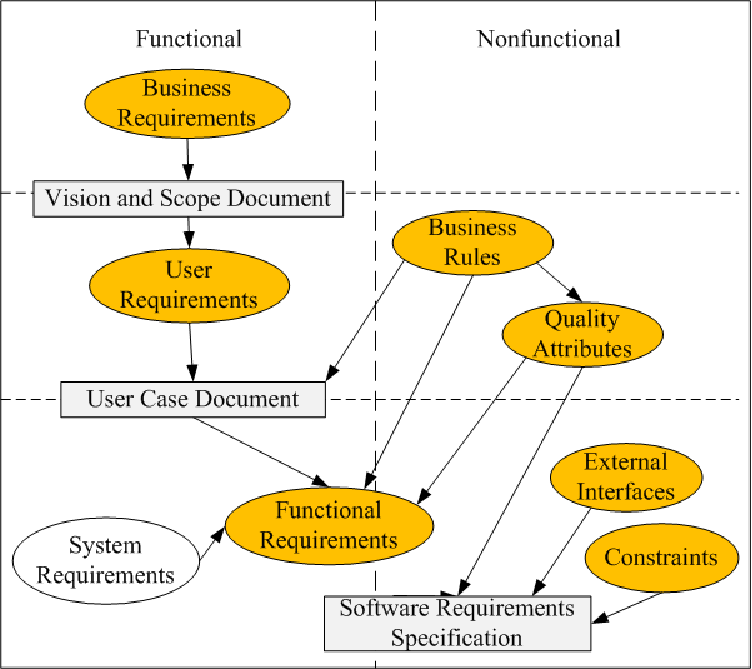 Functional
Nonfunctional
Business
Requirements
Vision and Scope Document
User
Requirements
Business
Rules
Quality
Attributes
User Case Document
External
Interfaces
Functional
Requirements
System
Requirements
Constraints
Software Requirements
Specification